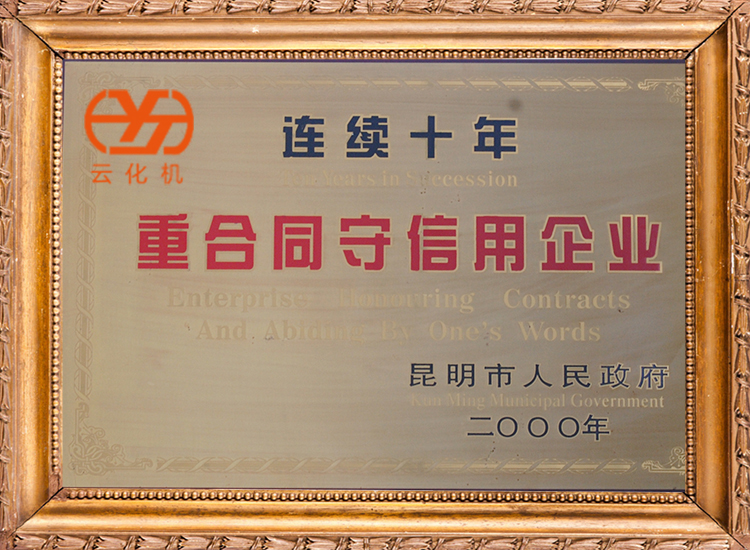 云化机
连续十年
Ten Years in Succession
重合同守信用企业
Enterprise Honouring Contracts
And Abiding By One's Words
昆明市人民政府
Kun Ming Municipal Government
二〇〇〇年